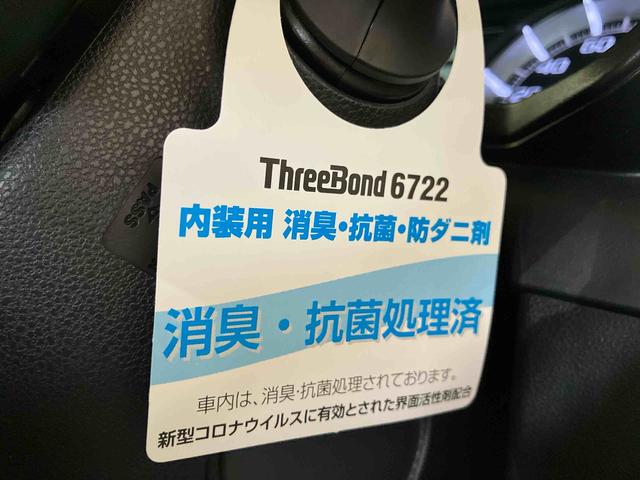 ThreeBond 6722
内装用 消臭・抗菌・防ダニ剤
消臭・抗菌処理済
車内は、消臭・抗菌処理されております。
新型コロナウイルスに有効とされた界面活性剤配合
PASS
60